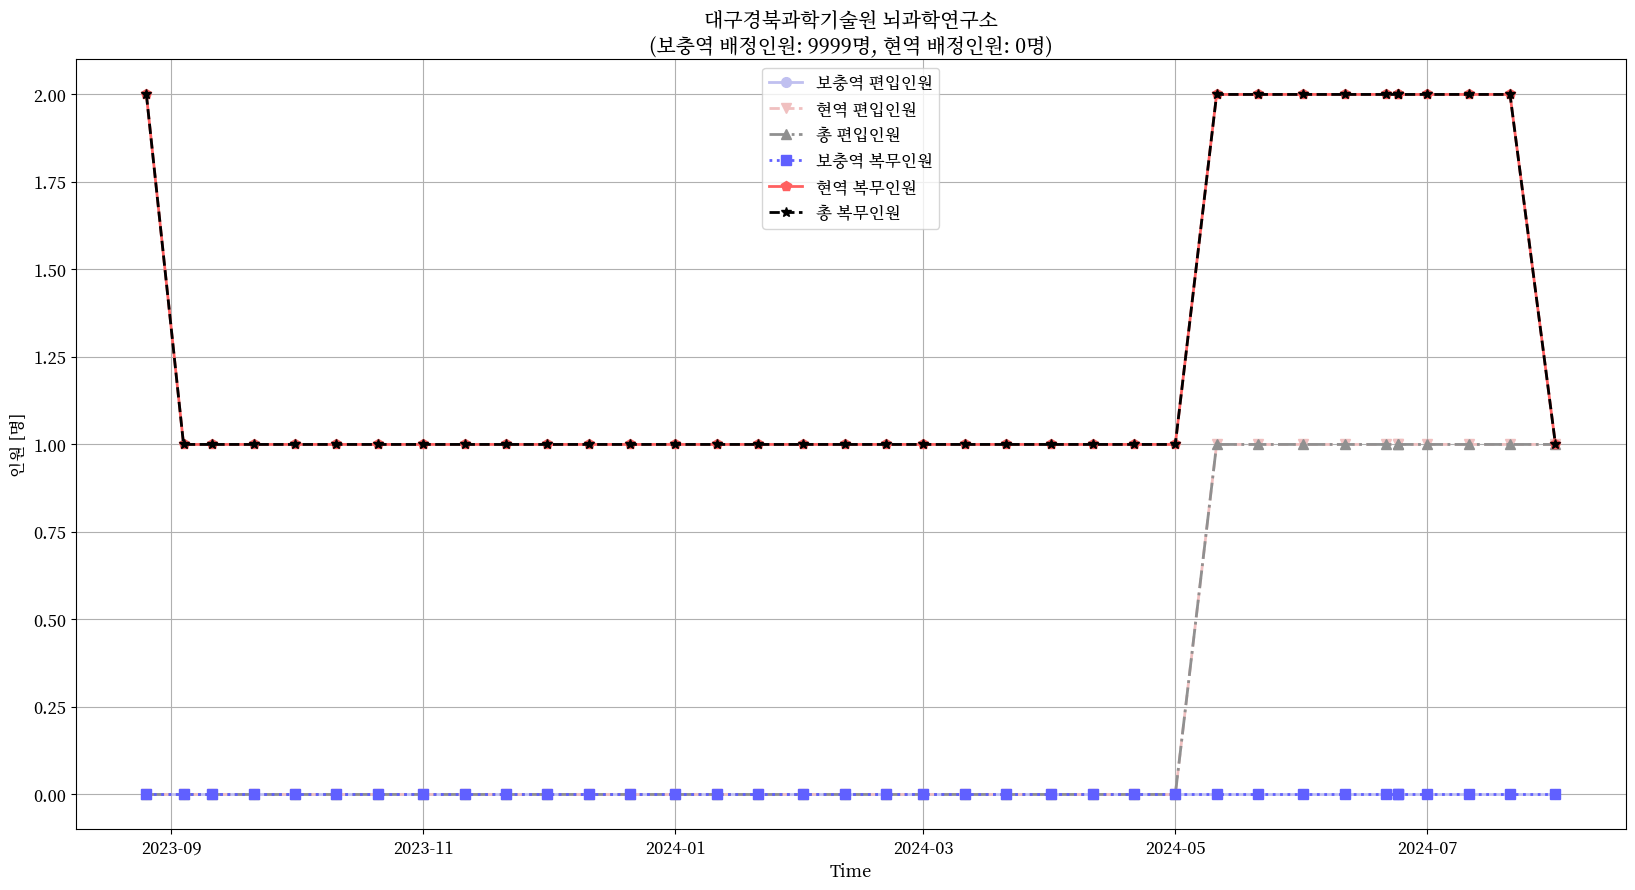 대구경북과학기술원 뇌과학연구소
(보충역 배정인원: 9999명, 현역 배정인원: 0명)
보충역 편입인원
현역 편입인원
총 편입인원
보충역 복무인원
현역 복무인원
총 복무인원
2.00
1.75
1.50
1.25
1.00
0.75
0.50
0.25
0.00
인원 [명]
2023-09
2023-11
2024-01
2024-03
2024-05
2024-07
Time